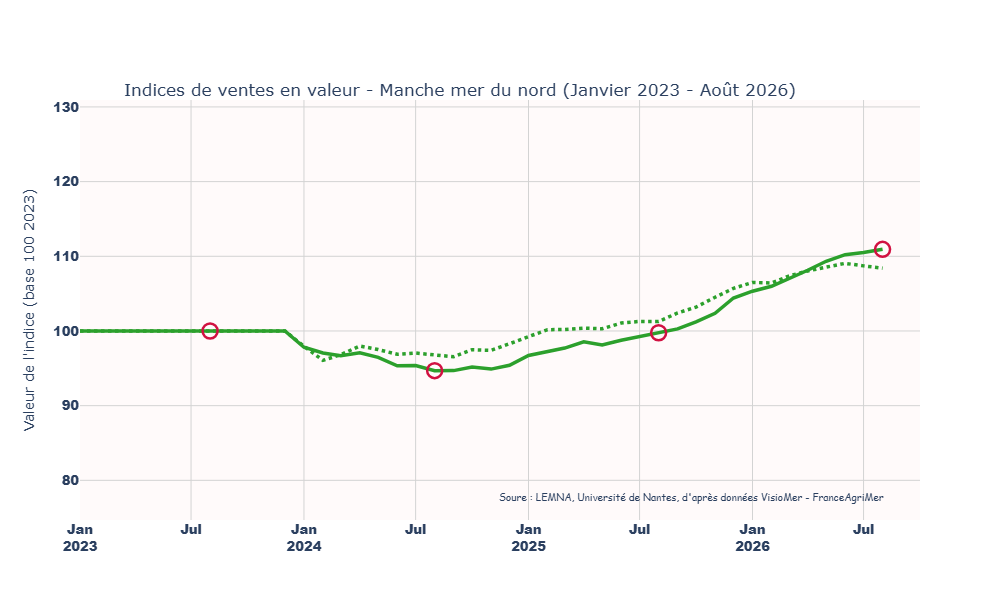 Indices de ventes en valeur - Manche mer du nord (Janvier 2023 - Août 2026)
Valeur de l'indice (base 100 2023)
130
120
110
100
90
80
Soure : LEMNA, Université de Nantes, d'après données VisioMer - FranceAgriMer
Jan Jul Jan Jul Jan Jul Jan Jul
2023 2024 2025 2026